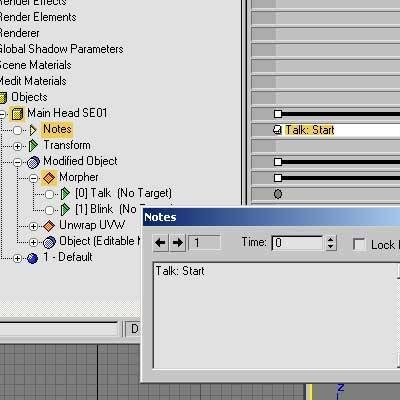 Render Effects
Render Elements
Renderer
Global Shadow Parameters
Scene Materials
Medit Materials
Objects
Main Head SE01
Notes
Talk: Start
Transform
Modified Object
Morpher
[0] Talk (No Target)
[1] Blink (No
Unwrap UVW
Object (Editable
1 - Default
Notes
1
Time:
0
Lock
Talk: Start
D
Z